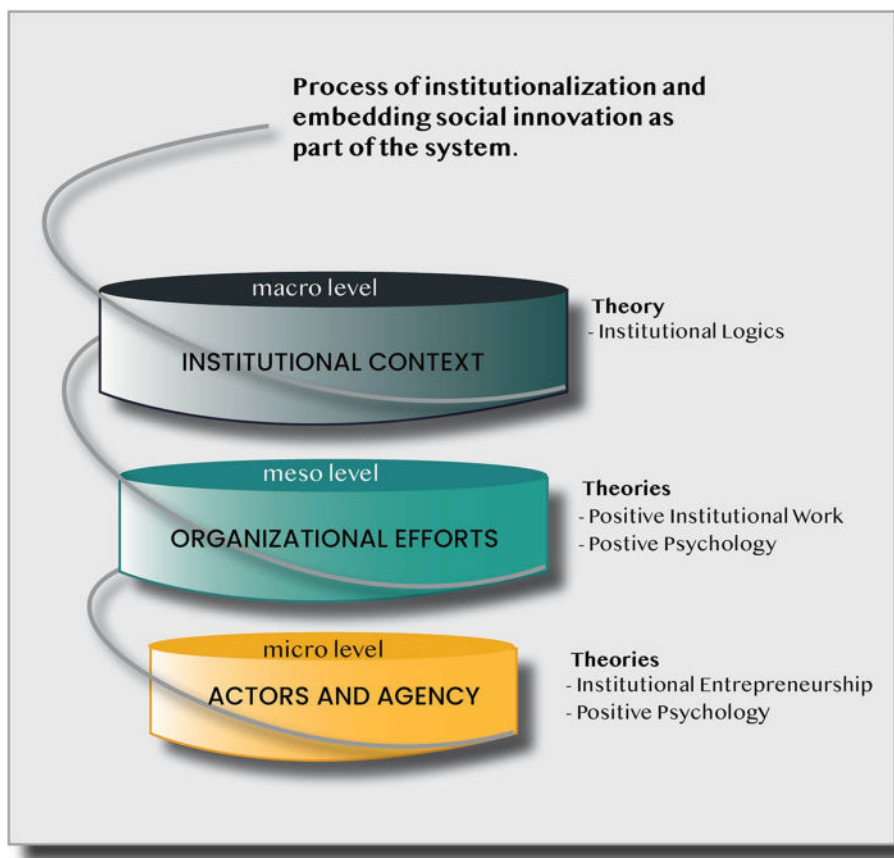 Process of institutionalization and
embedding social innovation as
part of the system.
macro level
INSTITUTIONAL CONTEXT
Theory
- Institutional Logics
meso level
ORGANIZATIONAL EFFORTS
Theories
- Positive Institutional Work
- Postive Psychology
micro level
ACTORS AND AGENCY
Theories
- Institutional Entrepreneurship
- Positive Psychology